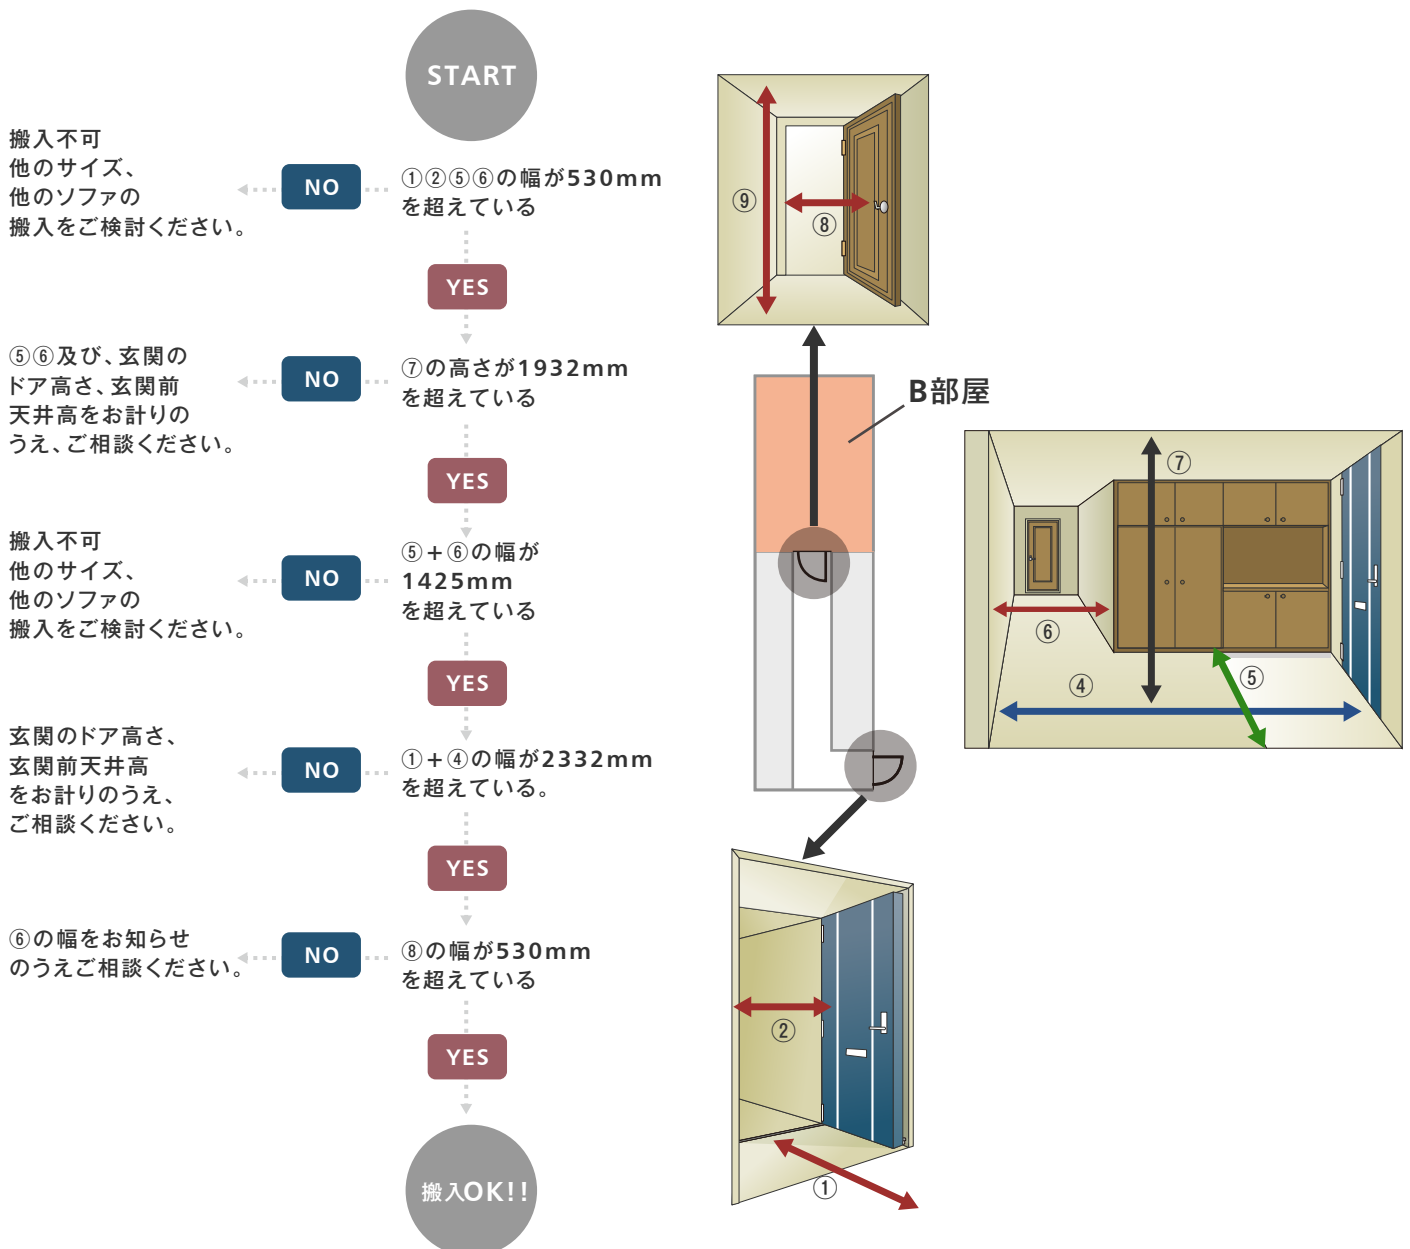 START
搬入不可
他のサイズ、
他のソファの
搬入をご検討ください。
NO
①②⑤⑥の幅が530mm
を超えている
YES
⑤⑥及び、玄関の
ドア高さ、玄関前
天井高をお計りの
うえ、ご相談ください。
NO
⑦の高さが1932mm
を超えている
YES
搬入不可
他のサイズ、
他のソファの
搬入をご検討ください。
NO
⑤+⑥の幅が
1425mm
を超えている
YES
玄関のドア高さ、
玄関前天井高
をお計りのうえ、
ご相談ください。
NO
①+④の幅が2332mm
を超えている。
YES
⑥の幅をお知らせ
のうえご相談ください。
NO
⑧の幅が530mm
を超えている
YES
搬入OK!!
⑨
⑧
B部屋
⑦
⑥
⑤
④
②
①